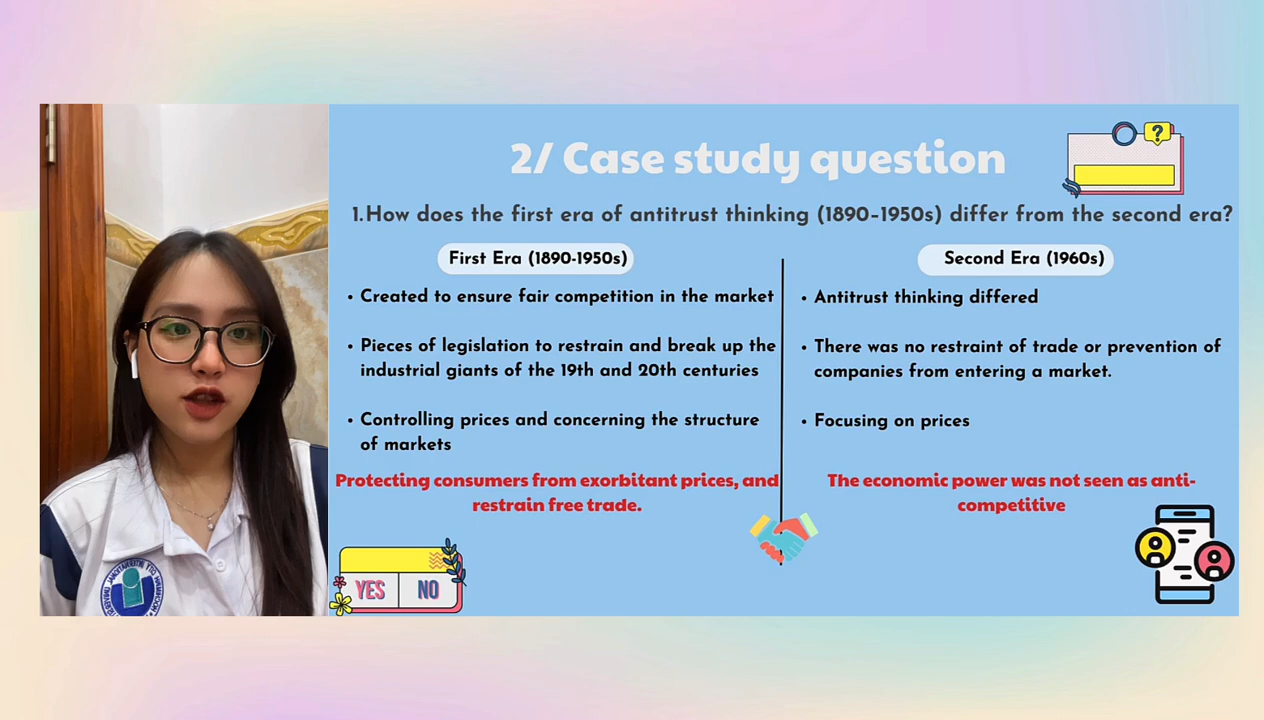 2/ Case study question
?
1.How does the first era of antitrust thinking (1890–1950s) differ from the second era?
First Era (1890-1950s)
• Created to ensure fair competition in the market
• Pieces of legislation to restrain and break up the
industrial giants of the 19th and 20th centuries
• Controlling prices and concerning the structure
of markets
Protecting consumers from exorbitant prices, and
restrain free trade.
YES NO
Second Era (1960s)
• Antitrust thinking differed
• There was no restraint of trade or prevention of
companies from entering a market.
• Focusing on prices
The economic power was not seen as anti-
competitive